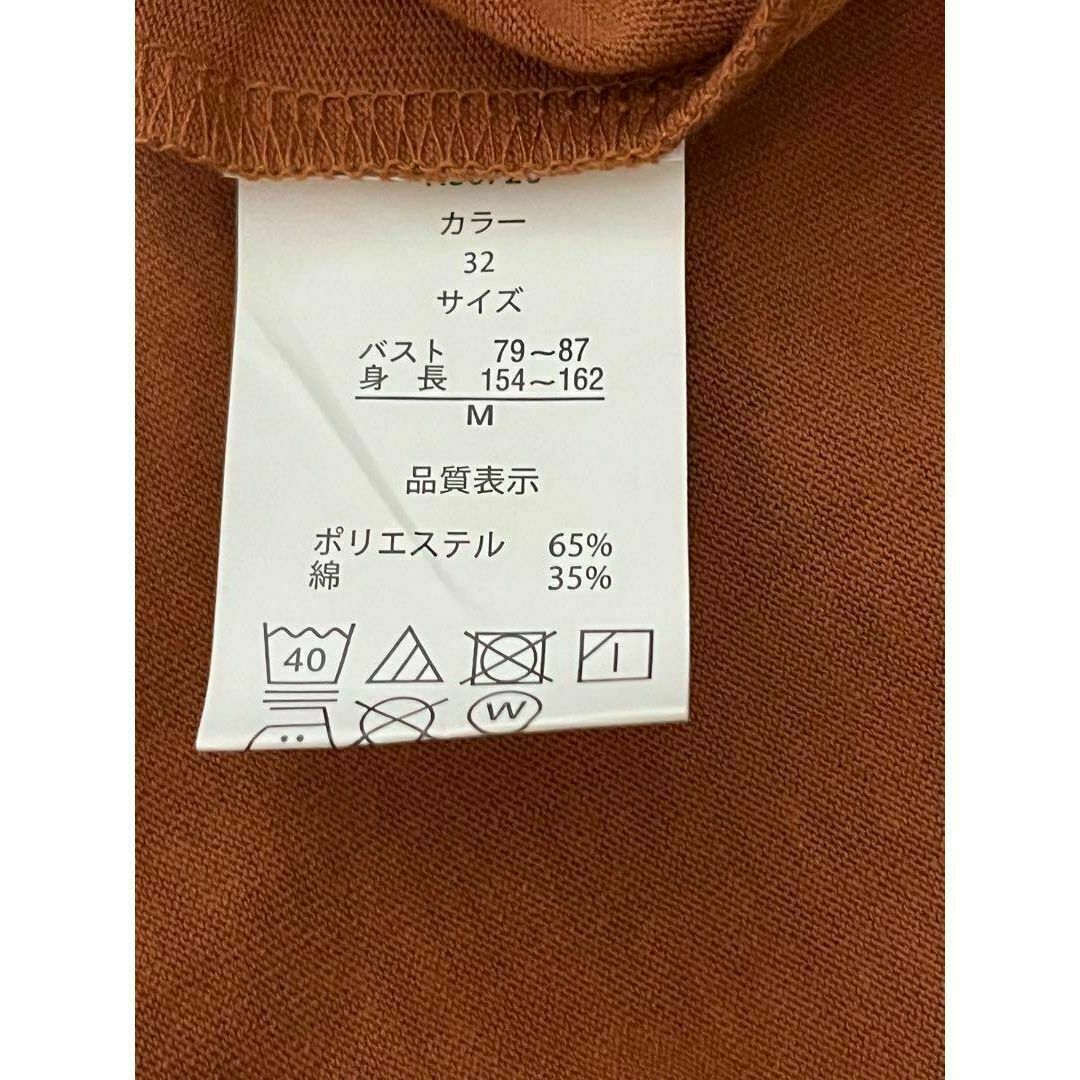 カラー
32
サイズ
バスト 79~87
身 長 154~162
M
品質表示
ポリエステル 65%
綿 35%
40
W